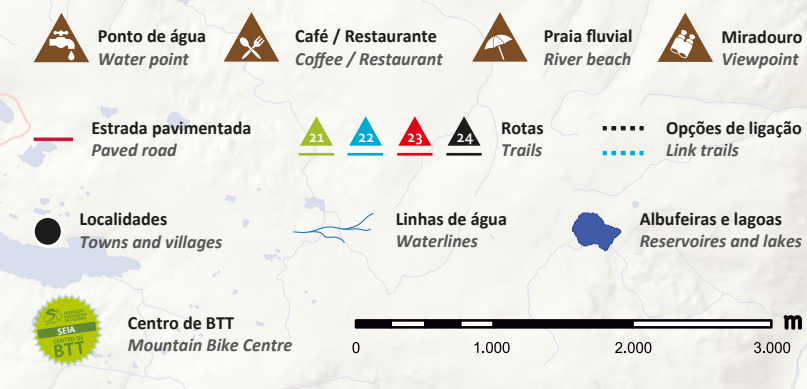 Ponto de água
Water point
Café / Restaurante
Coffee / Restaurant
Praia fluvial
River beach
Miradouro
Viewpoint
Estrada pavimentada
Paved road
21 22 23 24
Rotas
Trails
Opções de ligação
Link trails
Localidades
Towns and villages
Linhas de água
Waterlines
Albufeiras e lagoas
Reservoires and lakes
SEIA
CENTRO DE
BTT
Centro de BTT
Mountain Bike Centre
m
0 1.000 2.000 3.000